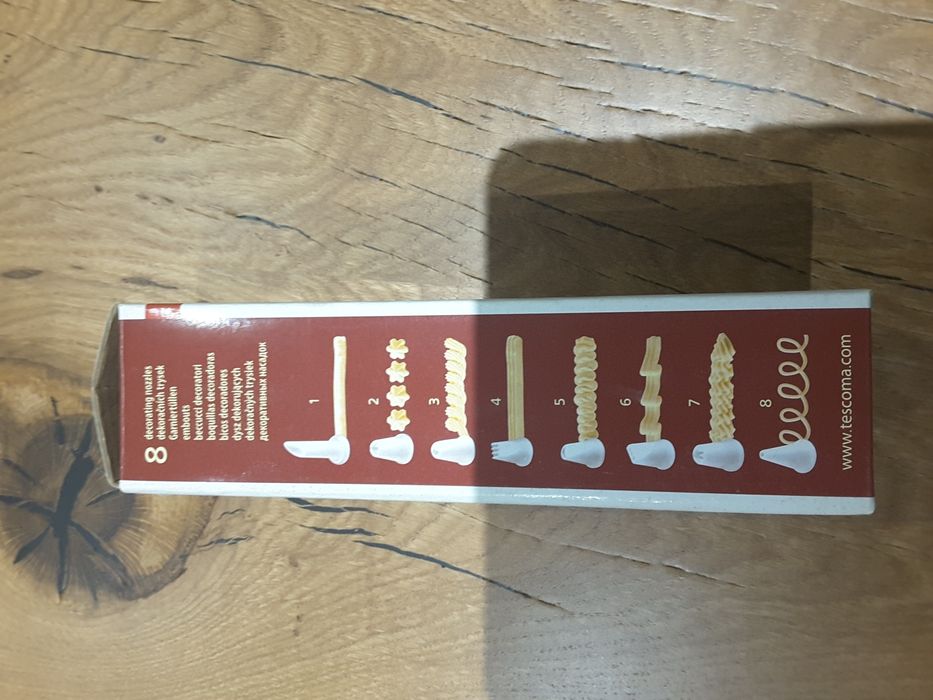 8
decorating nozzles
dekoračních trysek
Garniertüllen
embouts
beccucci decoratori
boquillas decoradoras
bicos decoradores
dysz dekorujących
dekoračných trysiek
декоративных насадок
1
2
3
4
5
6
7
8
www.tescoma.com